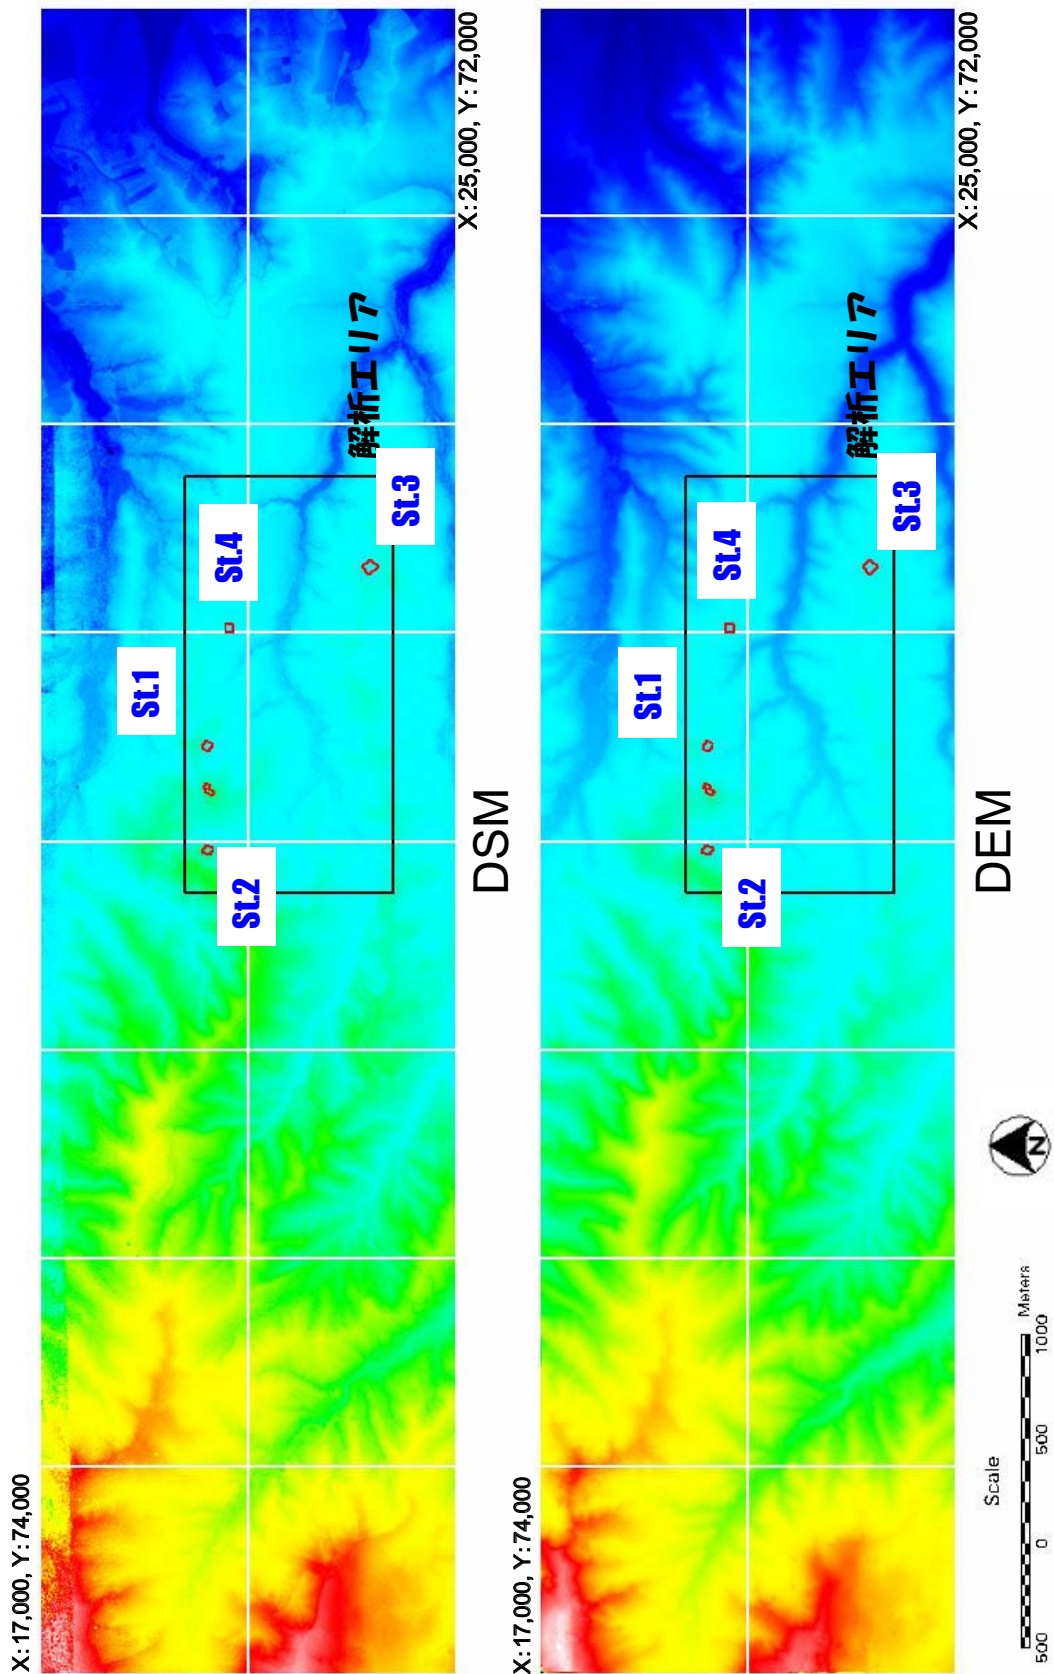 X:17,000, Y:74,000
St.2
St.1
St.4
St.3
解析エリア
X:25,000, Y:72,000
DSM
X:17,000, Y:74,000
St.2
St.1
St.4
St.3
解析エリア
X:25,000, Y:72,000
DEM
Scale
500 0 500 1000 Meters
N